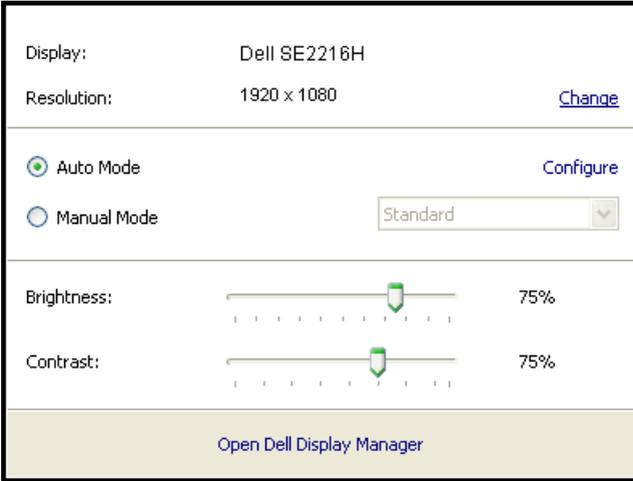 Display: Dell SE2216H
Resolution: 1920 x 1080 Change
Auto Mode Configure
Manual Mode Standard
Brightness: 75%
Contrast: 75%
Open Dell Display Manager